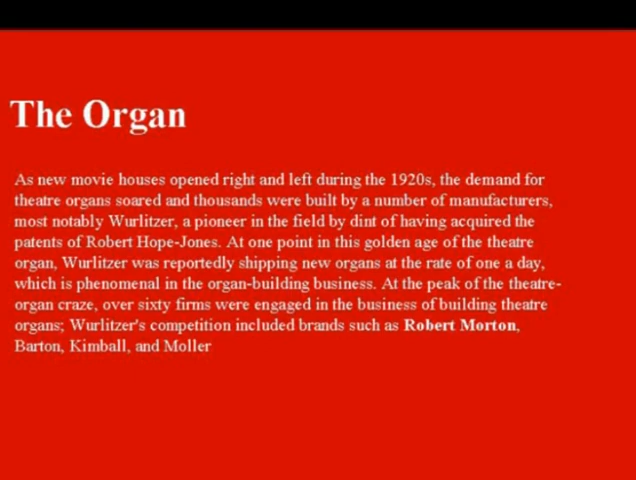 The Organ
As new movie houses opened right and left during the 1920s, the demand for
theatre organs soared and thousands were built by a number of manufacturers,
most notably Wurlitzer, a pioneer in the field by dint of having acquired the
patents of Robert Hope-Jones. At one point in this golden age of the theatre
organ, Wurlitzer was reportedly shipping new organs at the rate of one a day,
which is phenomenal in the organ-building business. At the peak of the theatre-
organ craze, over sixty firms were engaged in the business of building theatre
organs; Wurlitzer's competition included brands such as Robert Morton,
Barton, Kimball, and Moller